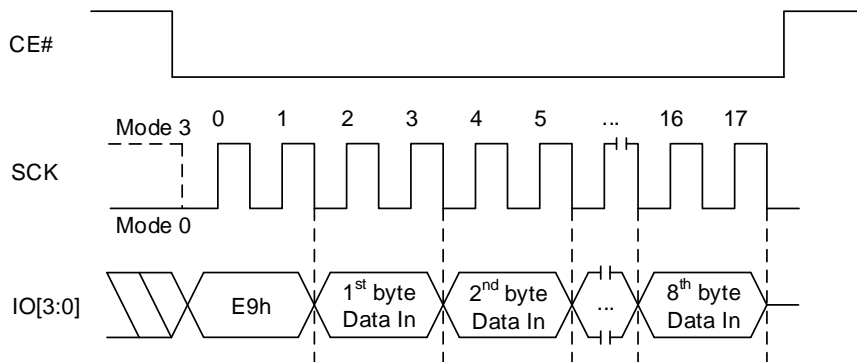 CE#
0 1 2 3 4 5 ... 16 17
Mode 3
SCK
Mode 0
IO[3:0]
E9h
1st byte
Data In
2nd byte
Data In
...
8th byte
Data In